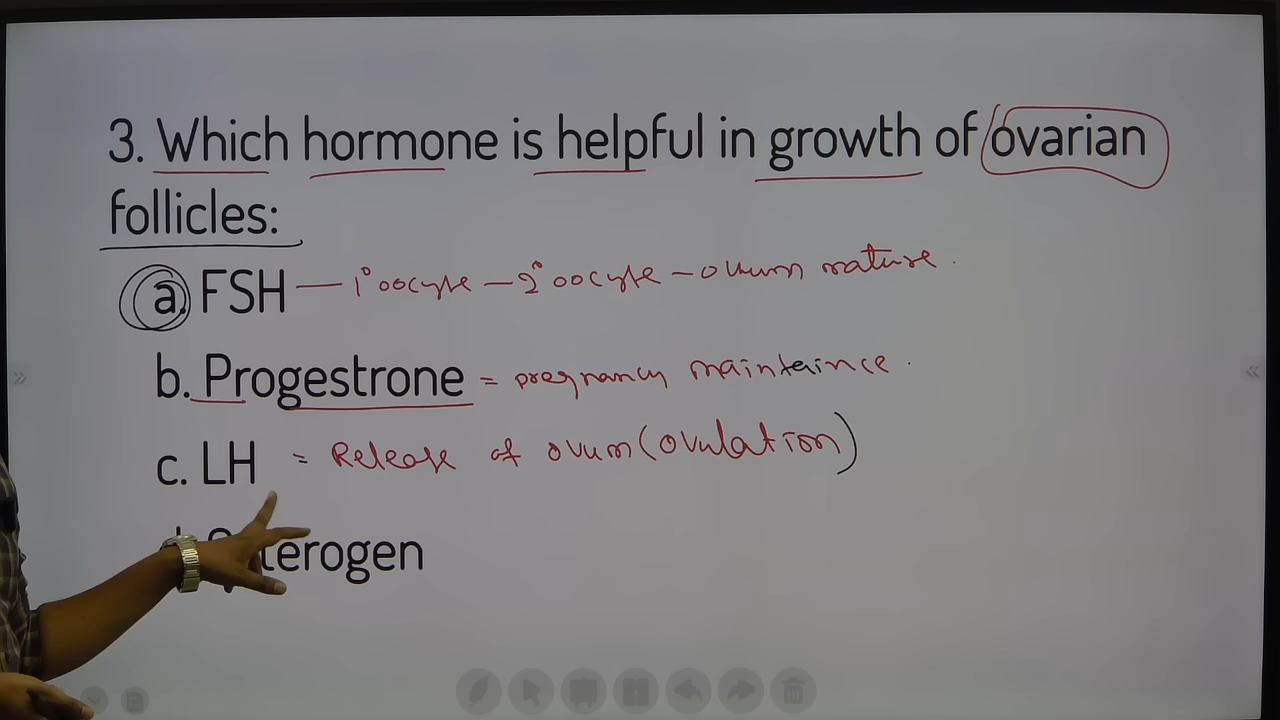 3. Which hormone is helpful in growth of ovarian
follicles:
a. FSH — 1° oocyte — 2° oocyte — ovum mature.
b. Progestrone = pregnancy maintaince.
c. LH = Release of ovum (ovulation)
terogen